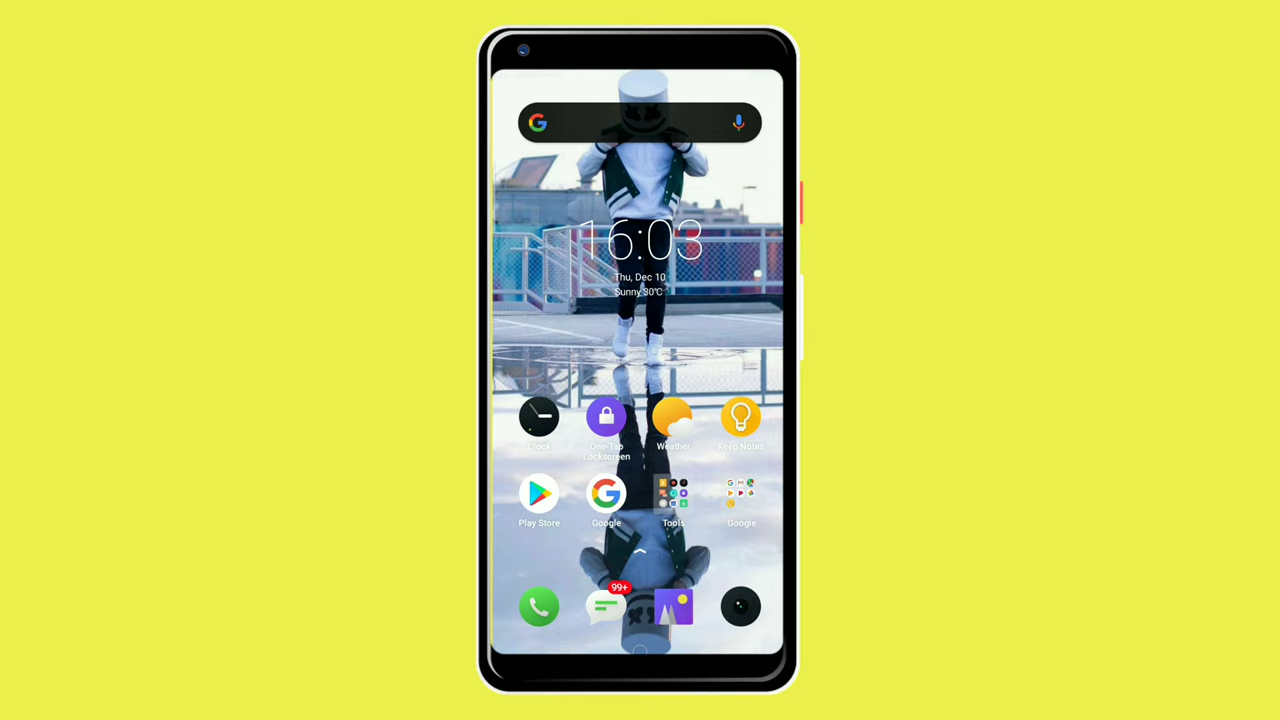 16:03
Thu, Dec 10
Sunny 30℃
Clock
One-Tap
Lockscreen
Weather
Keep Notes
Play Store
Google
Tools
Google
99+